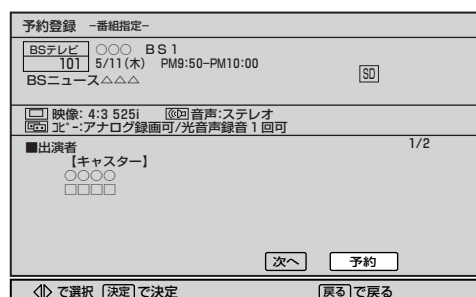 予約登録 −番組指定−
BSテレビ ○○○ BS1
101 5/11(木) PM9:50−PM10:00
SD
BSニュース△△△
映像: 4:3 525i 音声:ステレオ
コピー:アナログ録画可/光音声録音1回可
■出演者 1/2
【キャスター】
○○○○
□□□□
次へ 予約
で選択 決定で決定 戻るで戻る